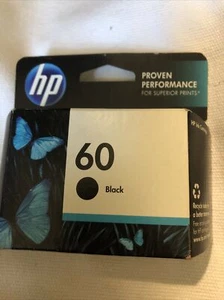 hp
PROVEN
PERFORMANCE
FOR SUPERIOR PRINTS*
60
Black